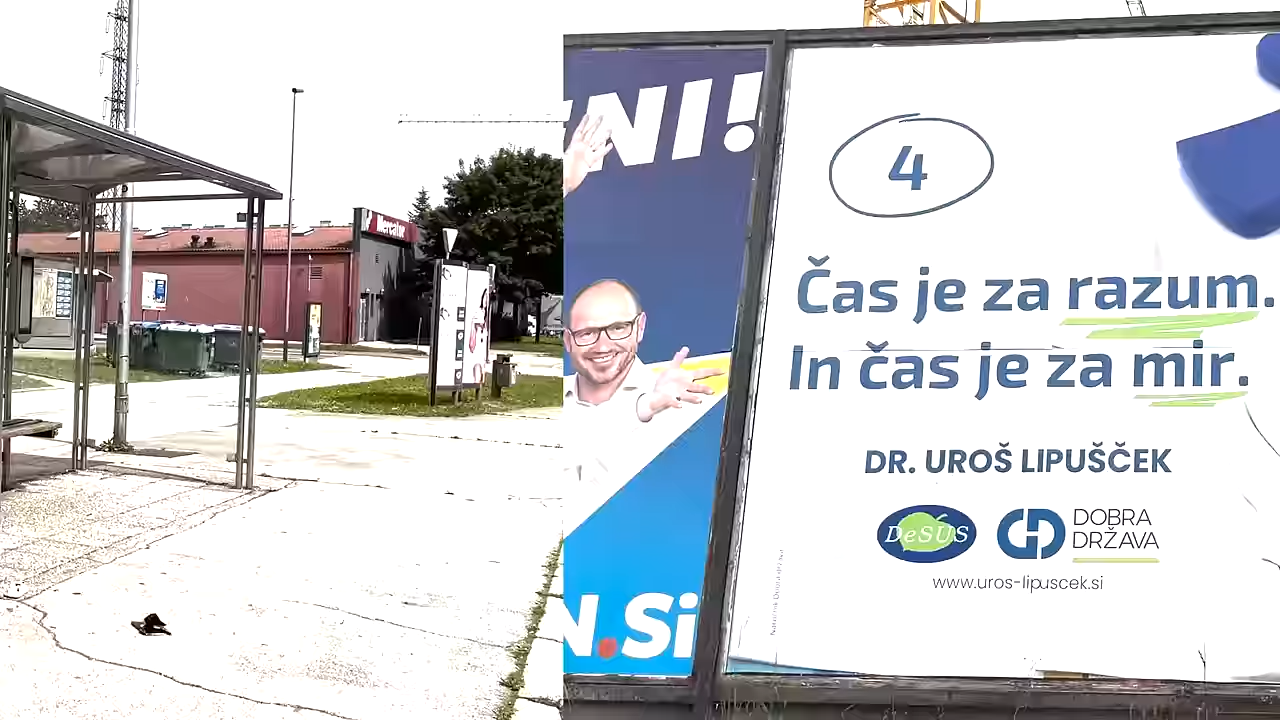 Mercator
NI!
N.Si
4
Čas je za razum.
In čas je za mir.
DR. UROŠ LIPUŠČEK
DeSUS
DOBRA
DRŽAVA
www.uros-lipuscek.si